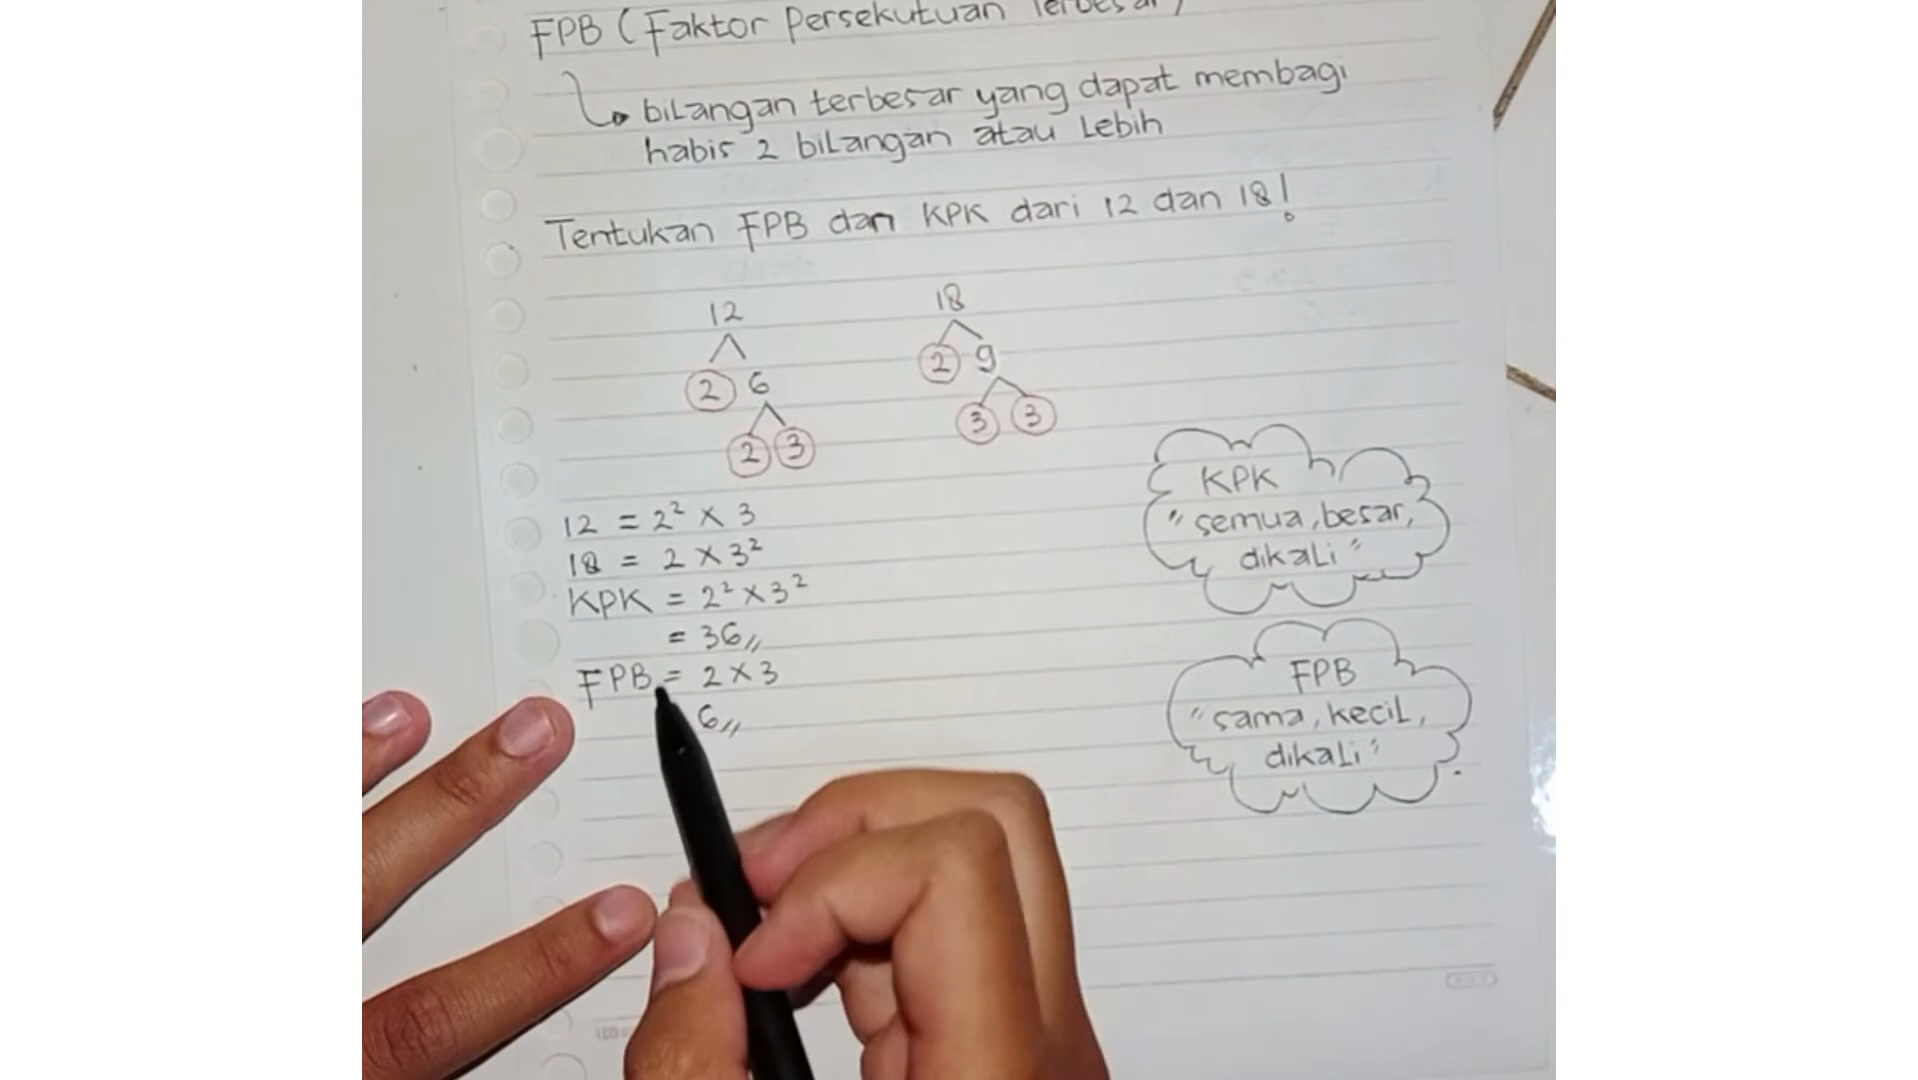 FPB (Faktor Persekutuan Terbesar)
bilangan terbesar yang dapat membagi
habis 2 bilangan atau Lebih
Tentukan FPB dan KPK dari 12 dan 18!
12
18
2 6
2 9
2 3
3 3
12 = 2² × 3
18 = 2 × 3²
KPK = 2² × 3²
= 36,,
FPB = 2 × 3
6,,
KPK
"semua, besar,
dikali"
FPB
"sama, kecil,
dikali"